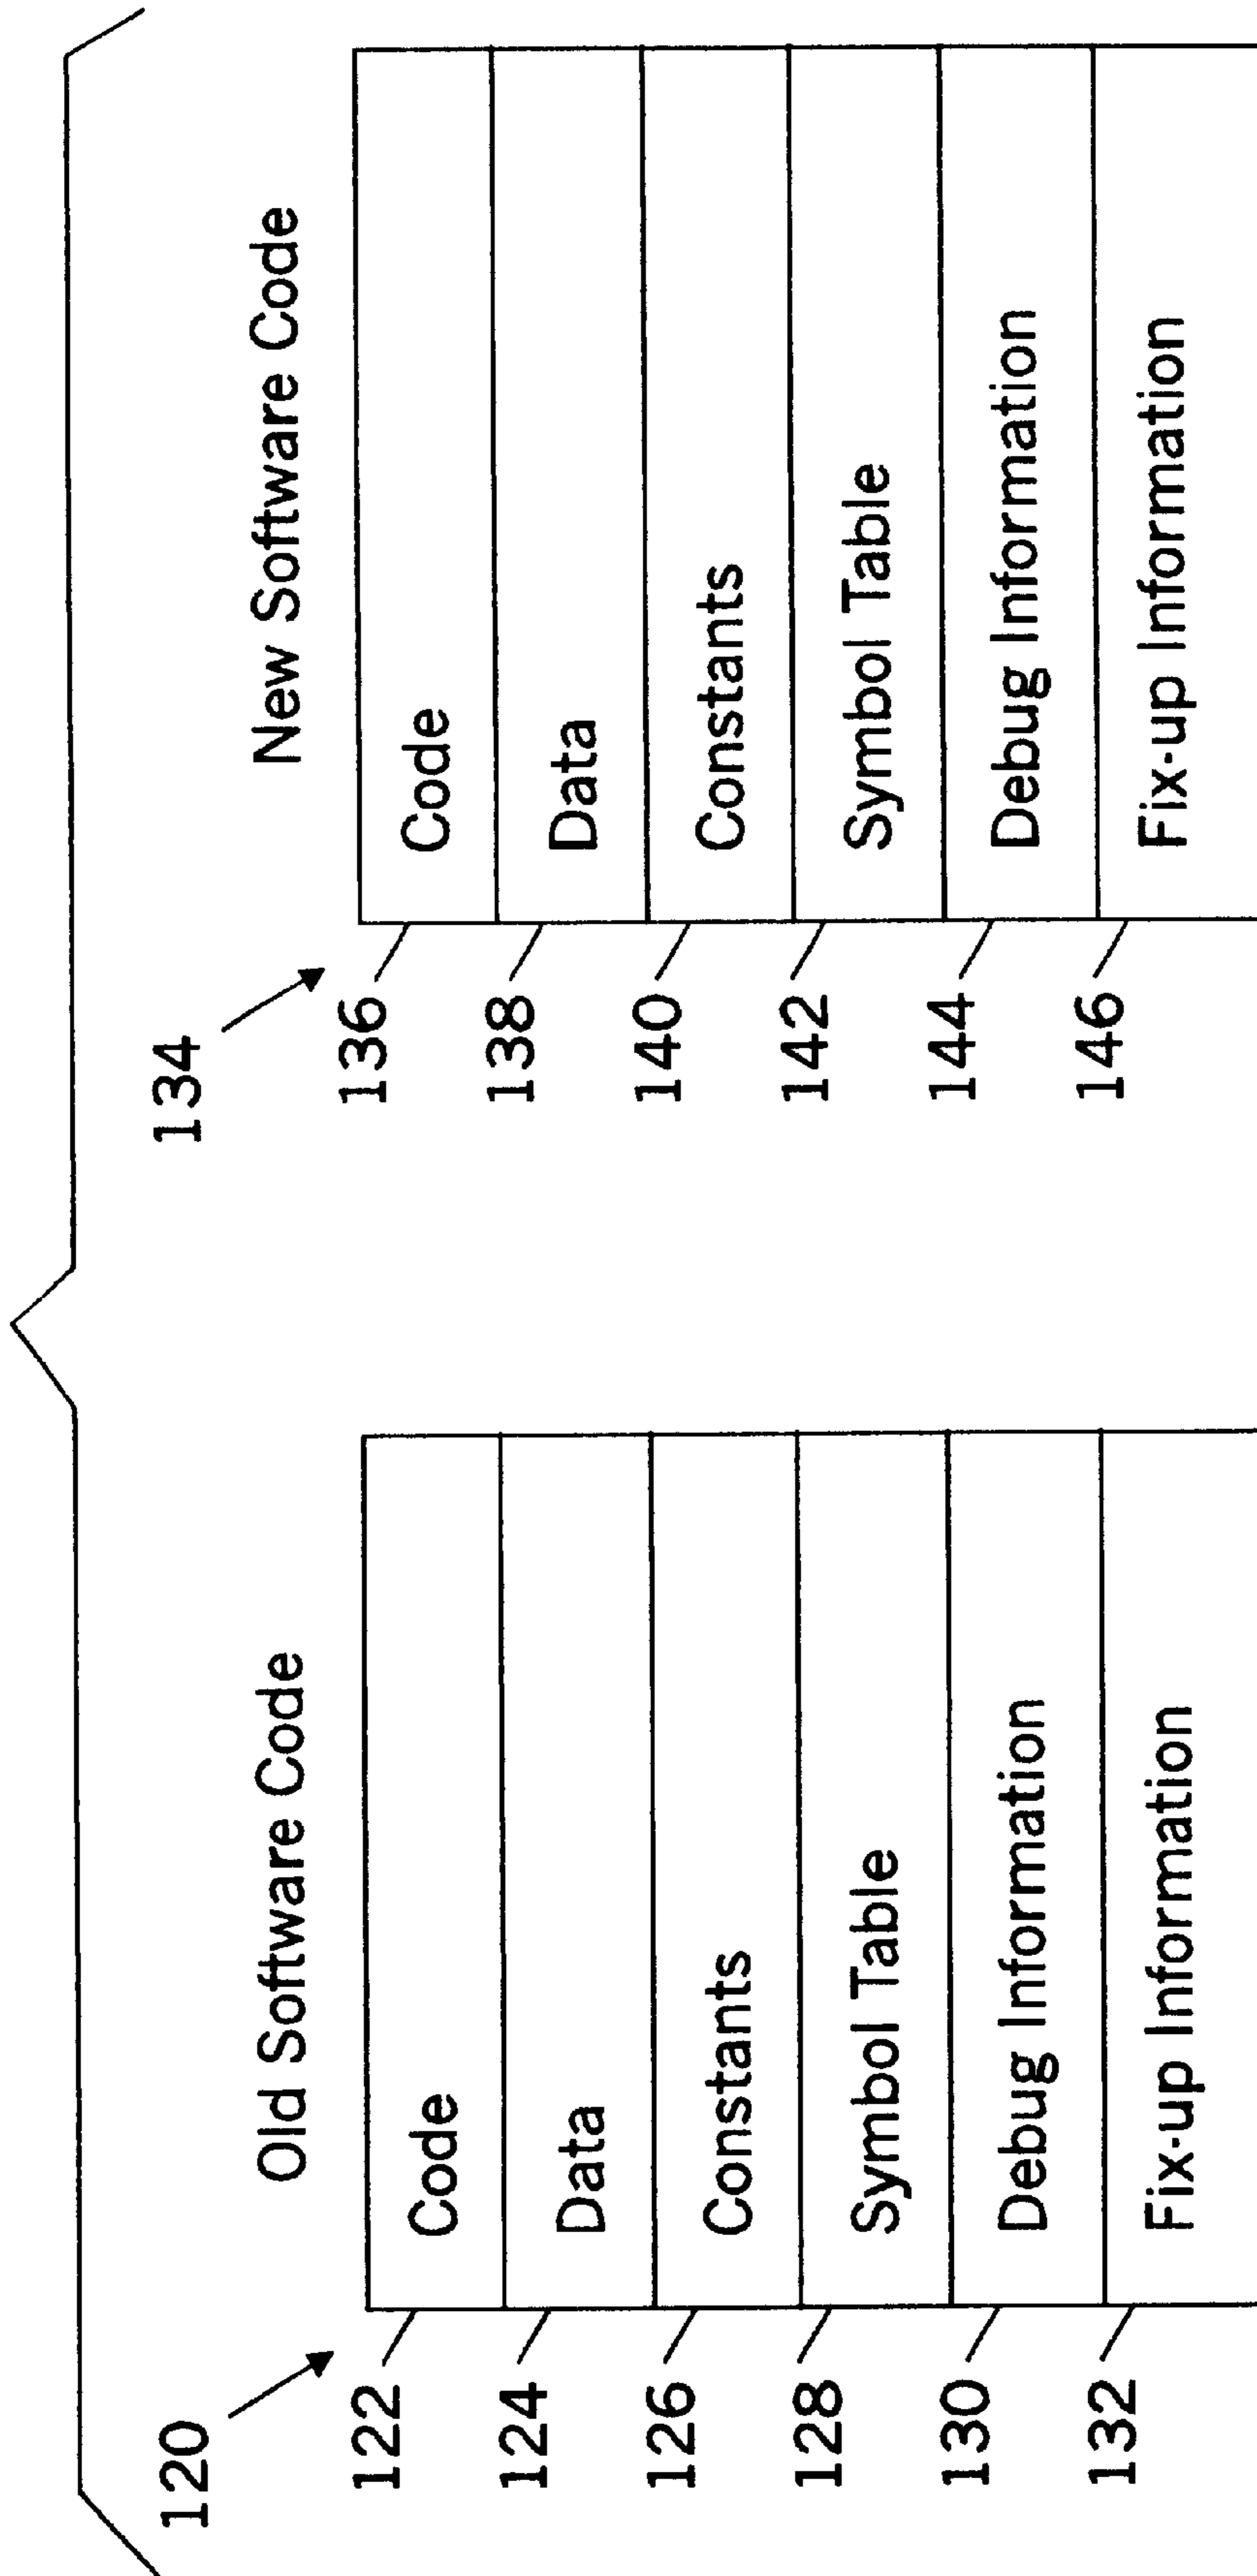 120
Old Software Code
122
Code
124
Data
126
Constants
128
Symbol Table
130
Debug Information
132
Fix-up Information
134
New Software Code
136
Code
138
Data
140
Constants
142
Symbol Table
144
Debug Information
146
Fix-up Information